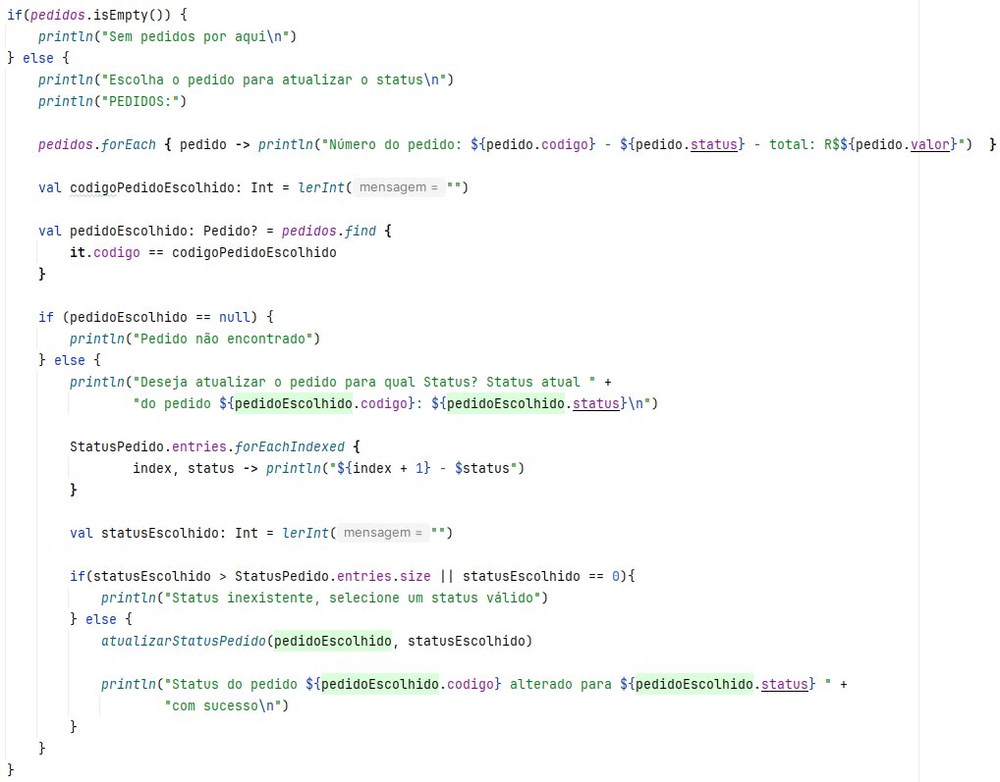 if(pedidos.isEmpty()) {
    println("Sem pedidos por aqui\n")
} else {
    println("Escolha o pedido para atualizar o status\n")
    println("PEDIDOS:")

    pedidos.forEach { pedido -> println("Número do pedido: ${pedido.codigo} - ${pedido.status} - total: R$${pedido.valor}")  }

    val codigoPedidoEscolhido: Int = lerInt( mensagem = "")

    val pedidoEscolhido: Pedido? = pedidos.find {
        it.codigo == codigoPedidoEscolhido
    }

    if (pedidoEscolhido == null) {
        println("Pedido não encontrado")
    } else {
        println("Deseja atualizar o pedido para qual Status? Status atual " +
                "do pedido ${pedidoEscolhido.codigo}: ${pedidoEscolhido.status}\n")

        StatusPedido.entries.forEachIndexed {
                index, status -> println("${index + 1} - $status")
        }

        val statusEscolhido: Int = lerInt( mensagem = "")

        if(statusEscolhido > StatusPedido.entries.size || statusEscolhido == 0){
            println("Status inexistente, selecione um status válido")
        } else {
            atualizarStatusPedido(pedidoEscolhido, statusEscolhido)

            println("Status do pedido ${pedidoEscolhido.codigo} alterado para ${pedidoEscolhido.status} " +
                    "com sucesso\n")
        }
    }
}